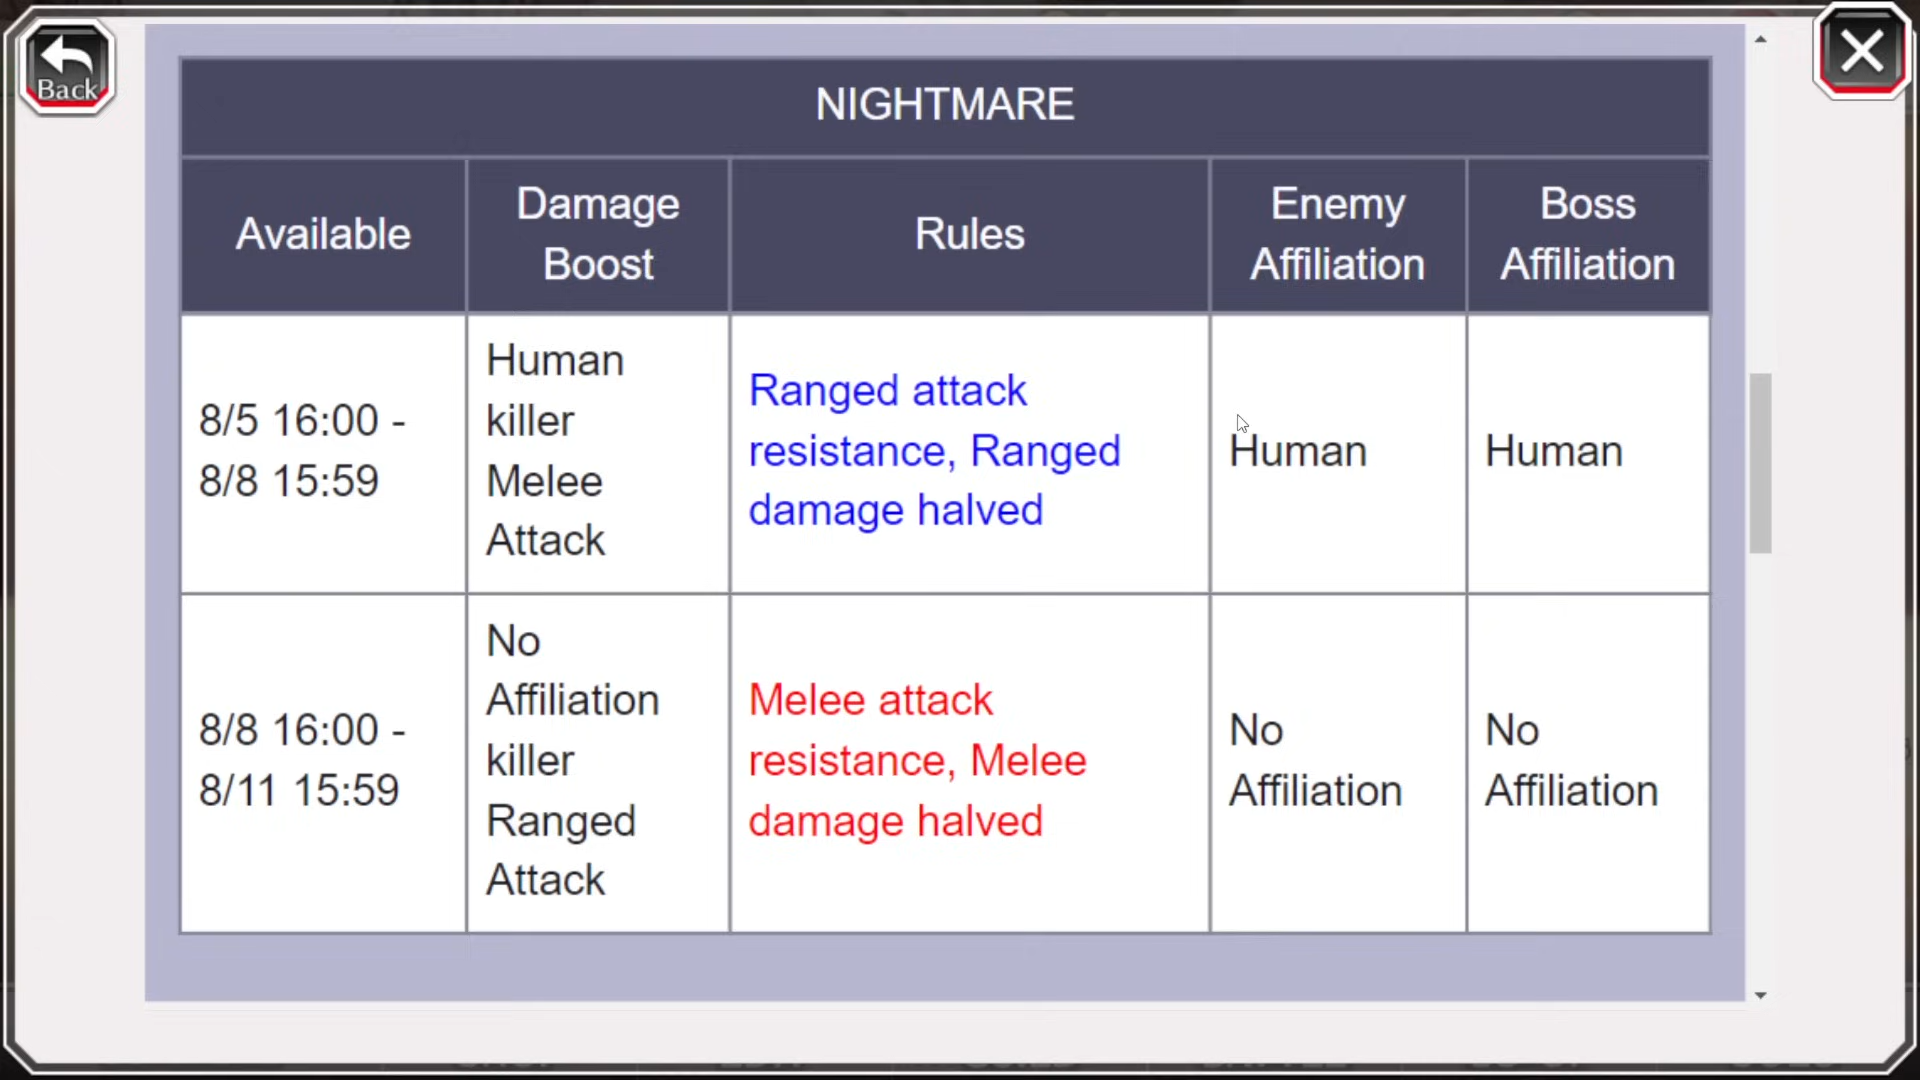 Back
NIGHTMARE
Available
Damage
Boost
Rules
Enemy
Affiliation
Boss
Affiliation
8/5 16:00 -
8/8 15:59
Human
killer
Melee
Attack
Ranged attack
resistance, Ranged
damage halved
Human
Human
8/8 16:00 -
8/11 15:59
No
Affiliation
killer
Ranged
Attack
Melee attack
resistance, Melee
damage halved
No
Affiliation
No
Affiliation